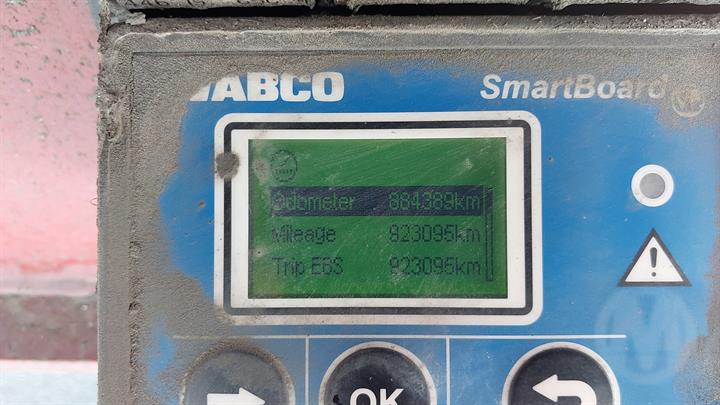 WABCO SmartBoard
Odometer 884389km
Mileage 923095km
Trip EBS 923095km
OK